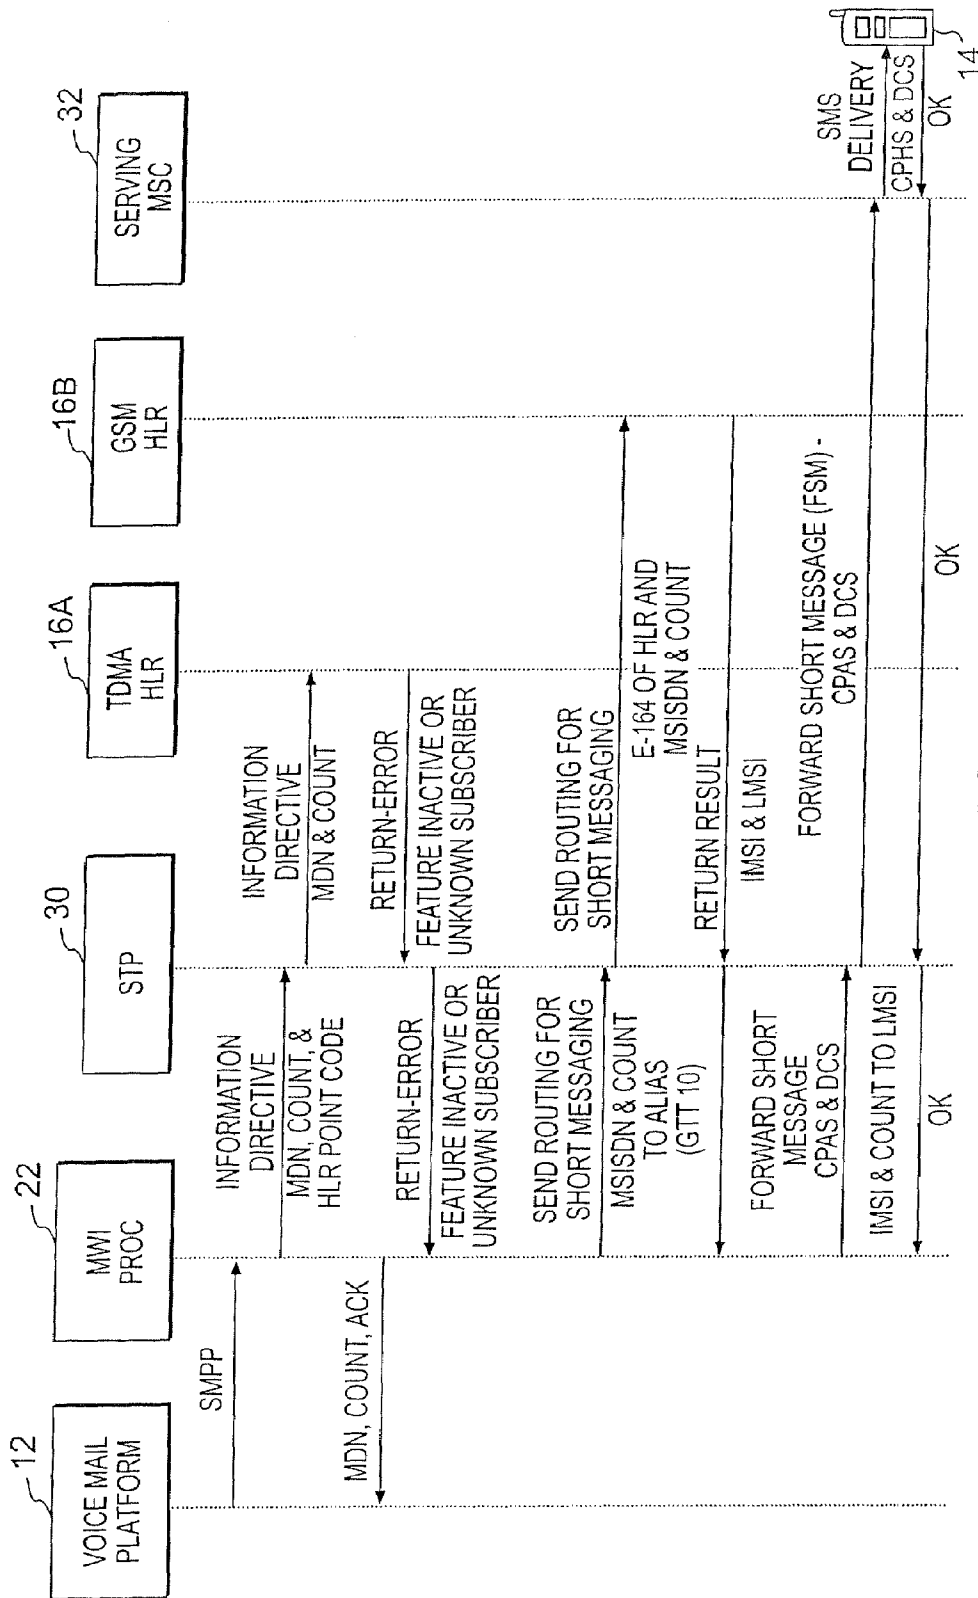 12
VOICE MAIL
PLATFORM
22
MWI
PROC
30
STP
16A
TDMA
HLR
16B
GSM
HLR
32
SERVING
MSC
SMPP
MDN, COUNT, ACK
INFORMATION
DIRECTIVE
MDN, COUNT, &
HLR POINT CODE
RETURN-ERROR
FEATURE INACTIVE OR
UNKNOWN SUBSCRIBER
SEND ROUTING FOR
SHORT MESSAGING
MSISDN & COUNT
TO ALIAS
(GTT 10)
FORWARD SHORT
MESSAGE
CPAS & DCS
IMSI & COUNT TO LMSI
OK
INFORMATION
DIRECTIVE
MDN & COUNT
RETURN-ERROR
FEATURE INACTIVE OR
UNKNOWN SUBSCRIBER
SEND ROUTING FOR
SHORT MESSAGING
E-164 OF HLR AND
MSISDN & COUNT
RETURN RESULT
IMSI & LMSI
FORWARD SHORT MESSAGE (FSM) -
CPAS & DCS
OK
SMS
DELIVERY
CPHS & DCS
OK
14